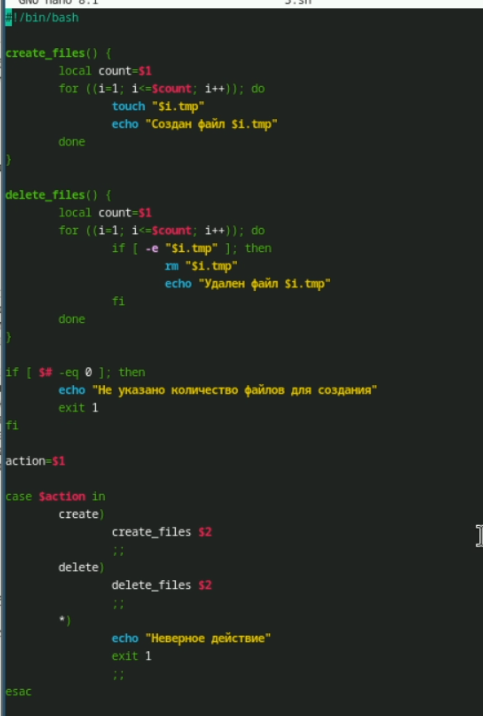 GNU nano 8.1 3.sh
#!/bin/bash

create_files() {
        local count=$1
        for ((i=1; i<=$count; i++)); do
                touch "$i.tmp"
                echo "Создан файл $i.tmp"
        done
}

delete_files() {
        local count=$1
        for ((i=1; i<=$count; i++)); do
                if [ -e "$i.tmp" ]; then
                        rm "$i.tmp"
                        echo "Удален файл $i.tmp"
                fi
        done
}

if [ $# -eq 0 ]; then
        echo "Не указано количество файлов для создания"
        exit 1
fi

action=$1

case $action in
        create)
                create_files $2
                ;;
        delete)
                delete_files $2
                ;;
        *)
                echo "Неверное действие"
                exit 1
                ;;
esac